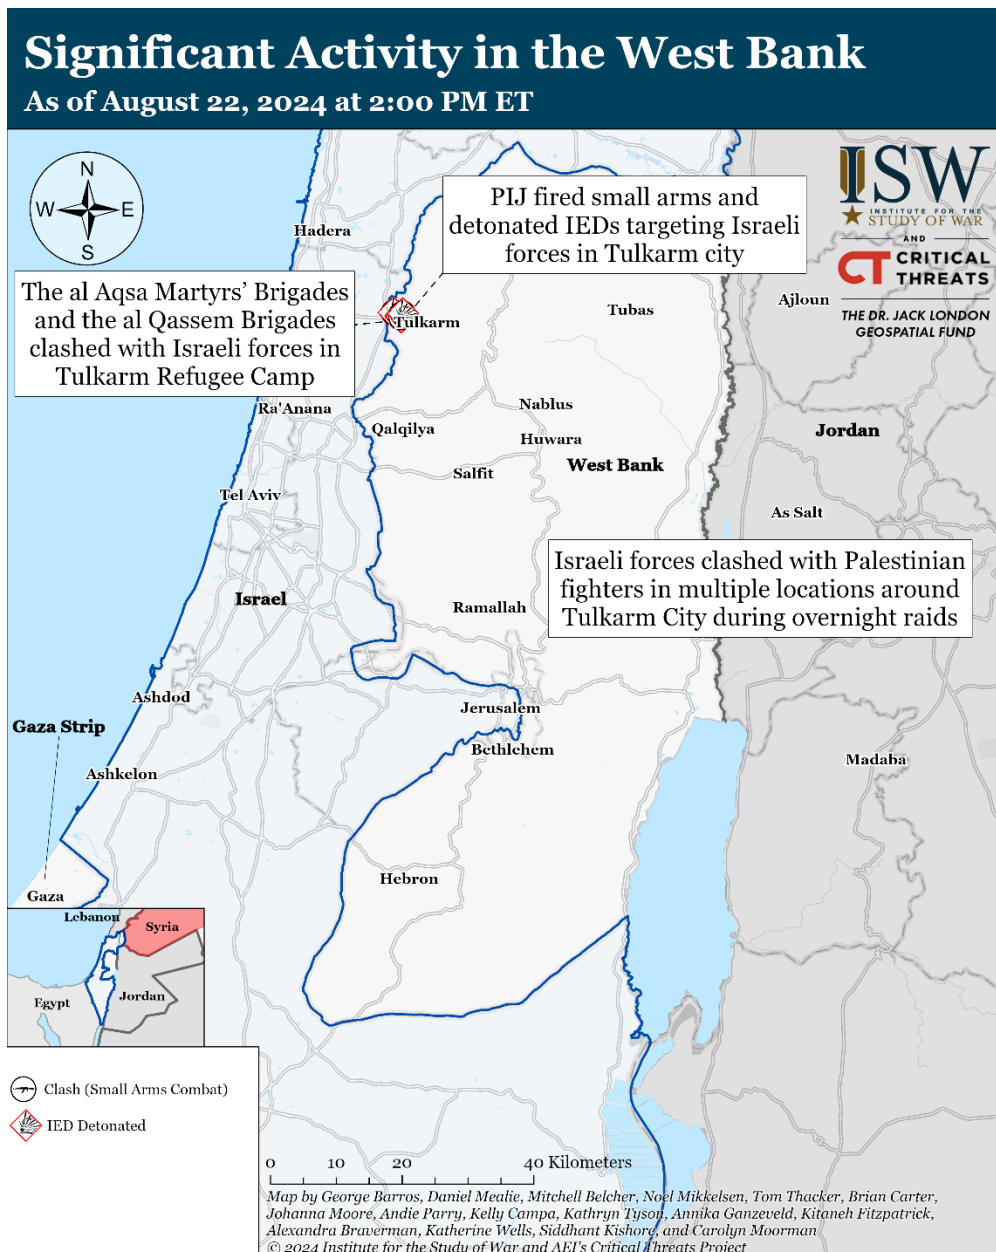 Significant Activity in the West Bank
As of August 22, 2024 at 2:00 PM ET
N
W
E
S
ISW
INSTITUTE FOR THE
STUDY OF WAR
AND
CT CRITICAL
THREATS
THE DR. JACK LONDON
GEOSPATIAL FUND
PIJ fired small arms and
detonated IEDs targeting Israeli
forces in Tulkarm city
The al Aqsa Martyrs' Brigades
and the al Qassem Brigades
clashed with Israeli forces in
Tulkarm Refugee Camp
Hadera
Tulkarm
Tubas
Ajloun
Ra'Anana
Nablus
Qalqilya
Huwara
Jordan
Salfit
West Bank
Tel Aviv
As Salt
Israeli forces clashed with Palestinian
fighters in multiple locations around
Tulkarm City during overnight raids
Israel
Ramallah
Ashdod
Jerusalem
Gaza Strip
Bethlehem
Ashkelon
Madaba
Hebron
Gaza
Lebanon
Syria
Egypt
Jordan
Clash (Small Arms Combat)
IED Detonated
0 10 20 40 Kilometers
Map by George Barros, Daniel Mealie, Mitchell Belcher, Noel Mikkelsen, Tom Thacker, Brian Carter,
Johanna Moore, Andie Parry, Kelly Campa, Kathryn Tyson, Annika Ganzeveld, Kitaneh Fitzpatrick,
Alexandra Braverman, Katherine Wells, Siddhant Kishore, and Carolyn Moorman
© 2024 Institute for the Study of War and AEI's Critical Threats Project